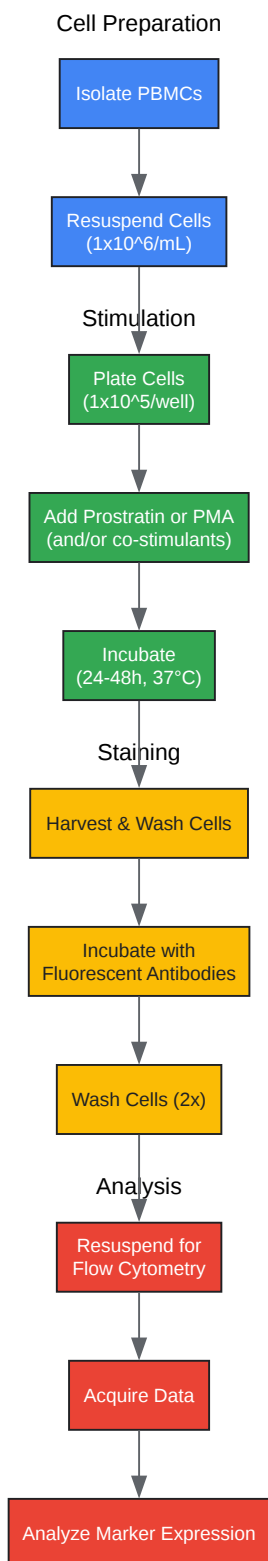 Cell Preparation
Isolate PBMCs
Resuspend Cells
(1x10^6/mL)
Stimulation
Plate Cells
(1x10^5/well)
Add Prostratin or PMA
(and/or co-stimulants)
Incubate
(24-48h, 37°C)
Staining
Harvest & Wash Cells
Incubate with
Fluorescent Antibodies
Wash Cells (2x)
Analysis
Resuspend for
Flow Cytometry
Acquire Data
Analyze Marker Expression